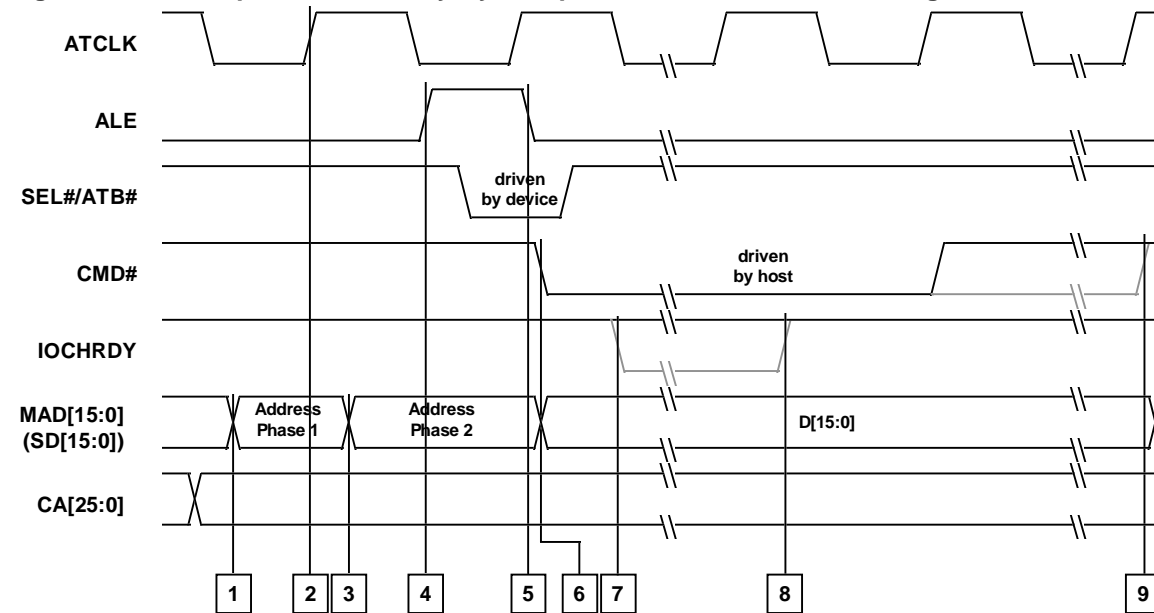 ATCLK
ALE
SEL#/ATB#
driven
by device
CMD#
driven
by host
IOCHRDY
MAD[15:0]
(SD[15:0])
Address
Phase 1
Address
Phase 2
D[15:0]
CA[25:0]
1 2 3 4 5 6 7 8 9